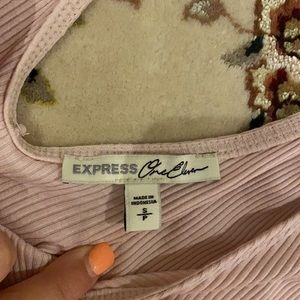 EXPRESS One Eleven
MADE IN
INDONESIA
S
P